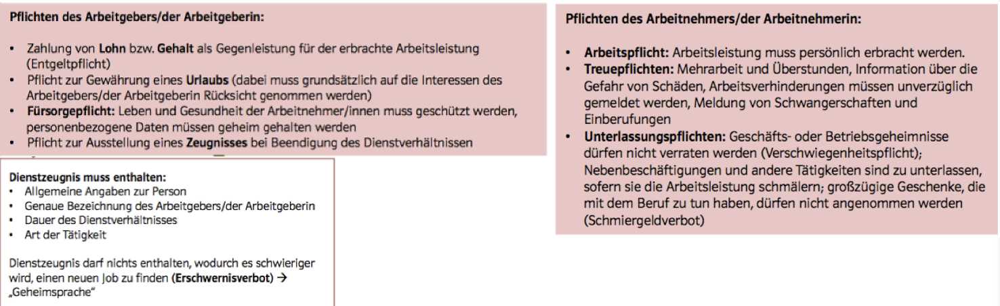 Pflichten des Arbeitgebers/der Arbeitgeberin:
• Zahlung von Lohn bzw. Gehalt als Gegenleistung für der erbrachte Arbeitsleistung
(Entgeltpflicht)
• Pflicht zur Gewährung eines Urlaubs (dabei muss grundsätzlich auf die Interessen des
Arbeitgebers/der Arbeitgeberin Rücksicht genommen werden)
• Fürsorgepflicht: Leben und Gesundheit der Arbeitnehmer/innen muss geschützt werden,
personenbezogene Daten müssen geheim gehalten werden
• Pflicht zur Ausstellung eines Zeugnisses bei Beendigung des Dienstverhältnissen
Dienstzeugnis muss enthalten:
• Allgemeine Angaben zur Person
• Genaue Bezeichnung des Arbeitgebers/der Arbeitgeberin
• Dauer des Dienstverhältnisses
• Art der Tätigkeit
Dienstzeugnis darf nichts enthalten, wodurch es schwieriger
wird, einen neuen Job zu finden (Erschwernisverbot) →
„Geheimsprache“
Pflichten des Arbeitnehmers/der Arbeitnehmerin:
• Arbeitspflicht: Arbeitsleistung muss persönlich erbracht werden.
• Treuepflichten: Mehrarbeit und Überstunden, Information über die
Gefahr von Schäden, Arbeitsverhinderungen müssen unverzüglich
gemeldet werden, Meldung von Schwangerschaften und
Einberufungen
• Unterlassungspflichten: Geschäfts- oder Betriebsgeheimnisse
dürfen nicht verraten werden (Verschwiegenheitspflicht);
Nebenbeschäftigungen und andere Tätigkeiten sind zu unterlassen,
sofern sie die Arbeitsleistung schmälern; großzügige Geschenke, die
mit dem Beruf zu tun haben, dürfen nicht angenommen werden
(Schmiergeldverbot)